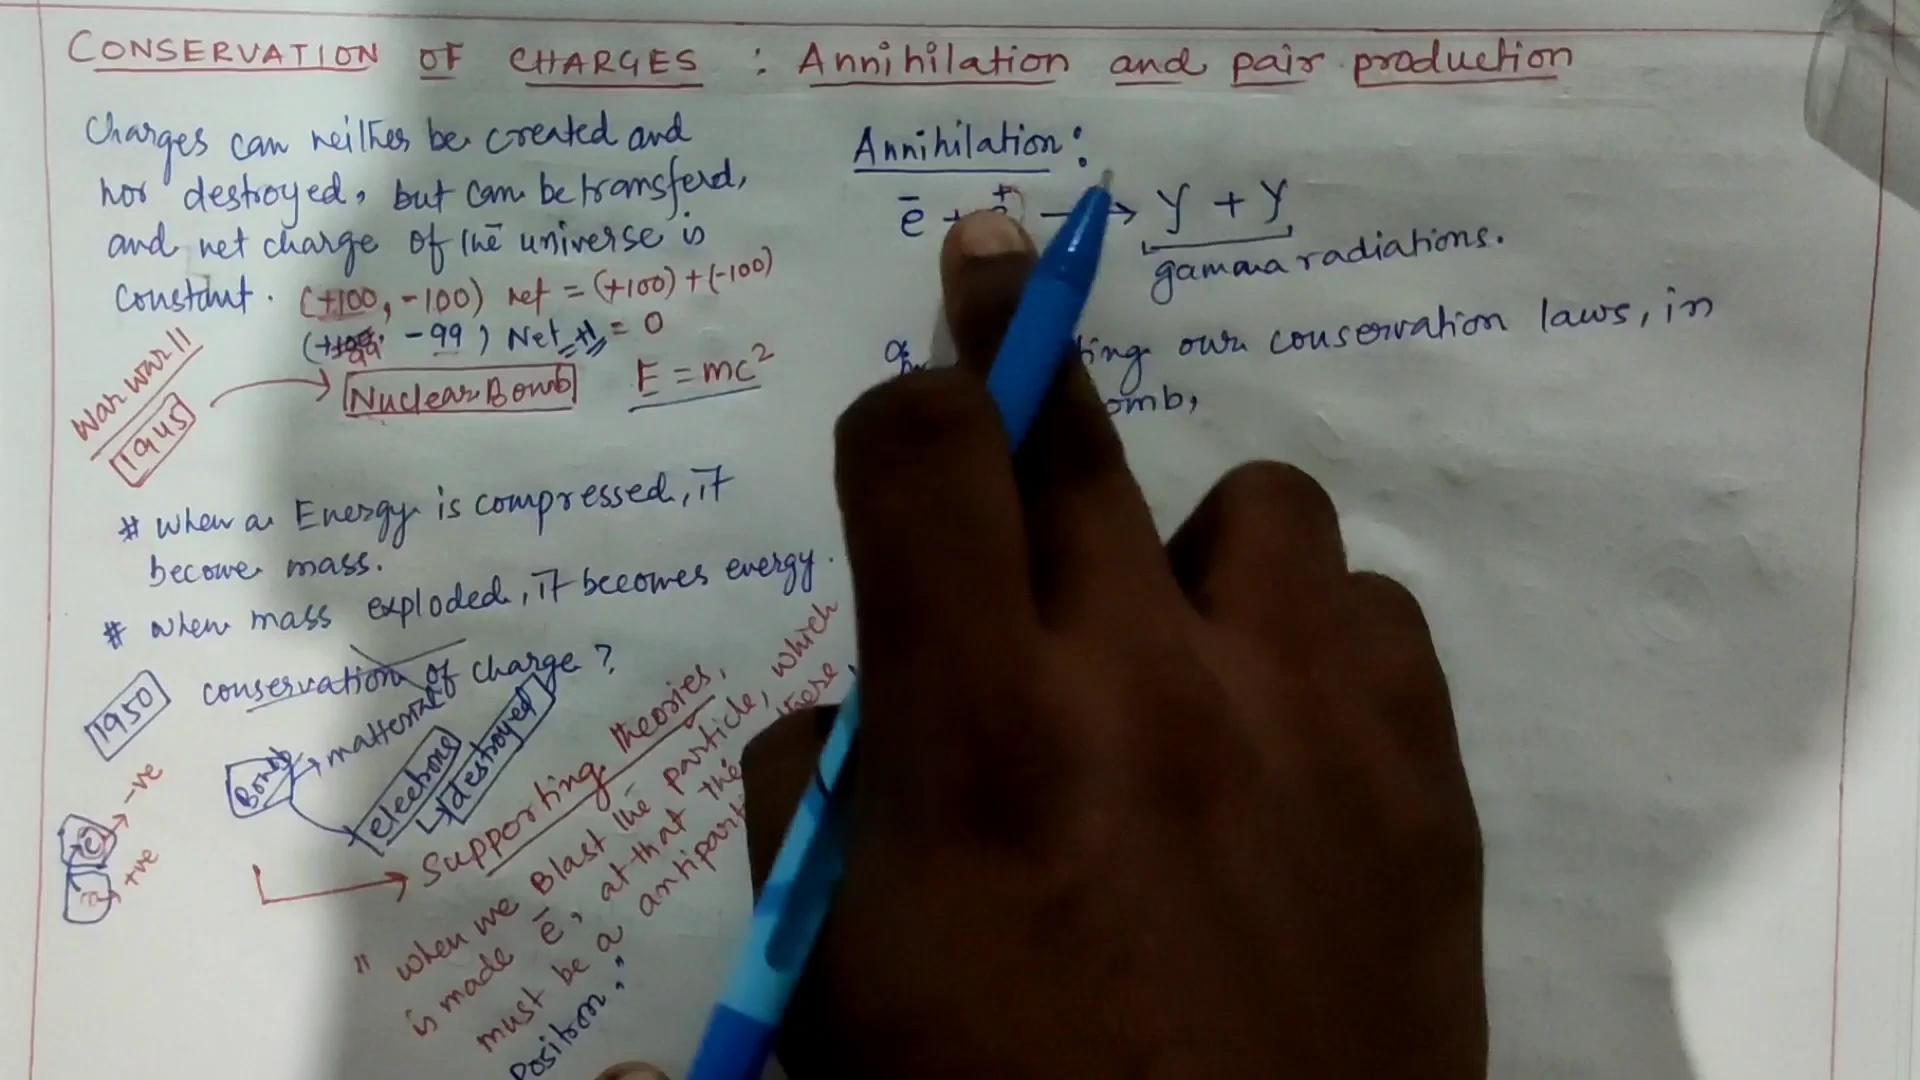 CONSERVATION OF CHARGES : Annihilation and pair production
Charges can neither be created and
nor destroyed, but can be transferd,
and net charge of the universe is
constant. (+100, -100) net = (+100) + (-100)
-99 ) Net = 0
War War II
1945
Nuclear Bomb E = mc²
# when a Energy is compressed, it
become mass.
# when mass exploded, it becomes energy.
1950 conservation of charge ?
Bomb
electrons
destroyed
-ve
+ve
Supporting theories,
" when we Blast the particle, which
is made ē, at that the these
must be a
Positron."
Annihilation :
ē + → γ + γ
gamma radiations.
our conservation laws, in